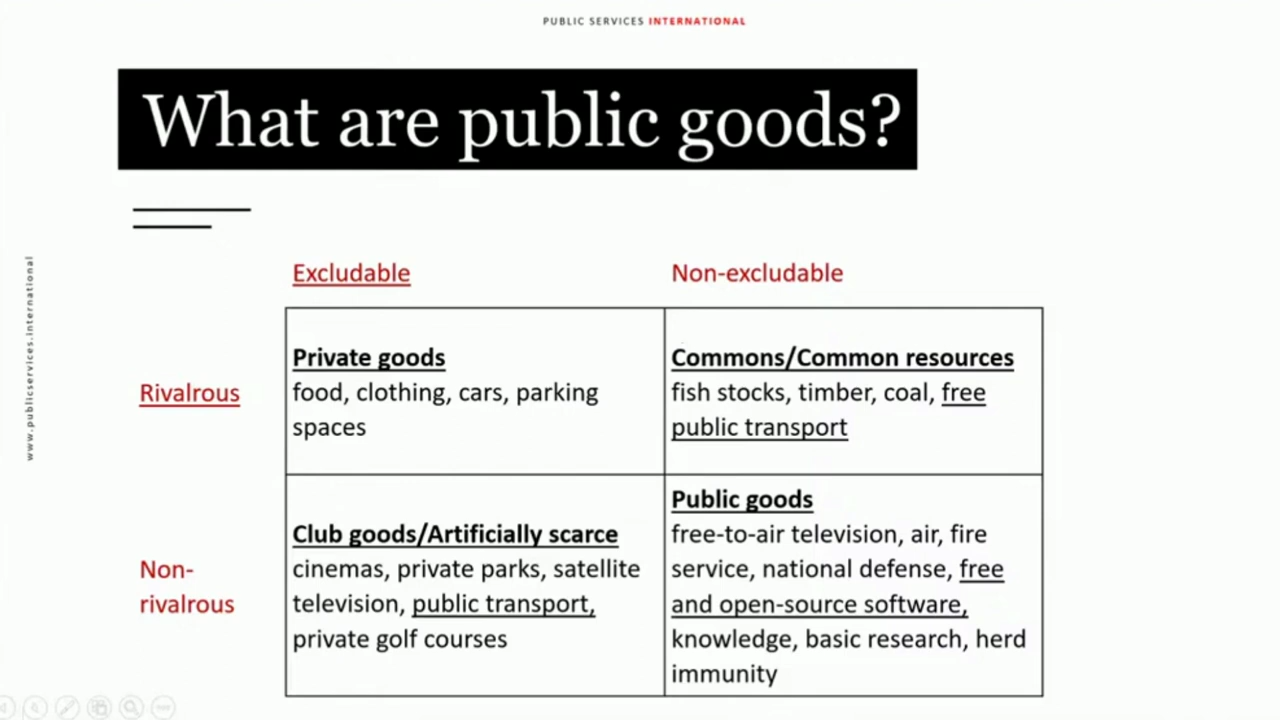 PUBLIC SERVICES INTERNATIONAL
What are public goods?
www.publicservices.international
Excludable
Non-excludable
Rivalrous
Private goods
food, clothing, cars, parking
spaces
Commons/Common resources
fish stocks, timber, coal, free
public transport
Non-
rivalrous
Club goods/Artificially scarce
cinemas, private parks, satellite
television, public transport,
private golf courses
Public goods
free-to-air television, air, fire
service, national defense, free
and open-source software,
knowledge, basic research, herd
immunity